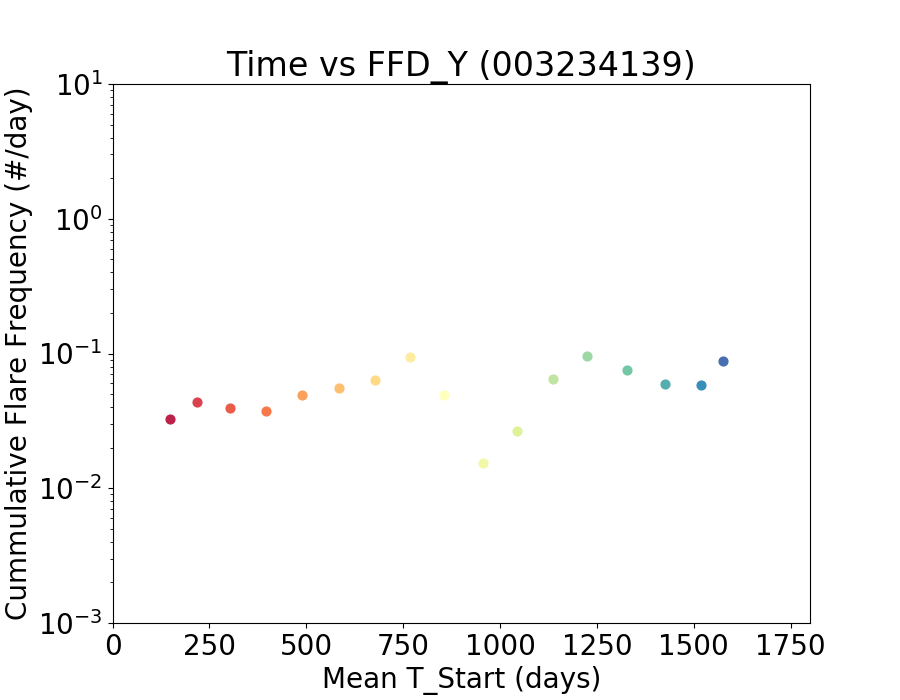 Time vs FFD_Y (003234139)
Cummulative Flare Frequency (#/day)
10¹
10⁰
10⁻¹
10⁻²
10⁻³
0 250 500 750 1000 1250 1500 1750
Mean T_Start (days)